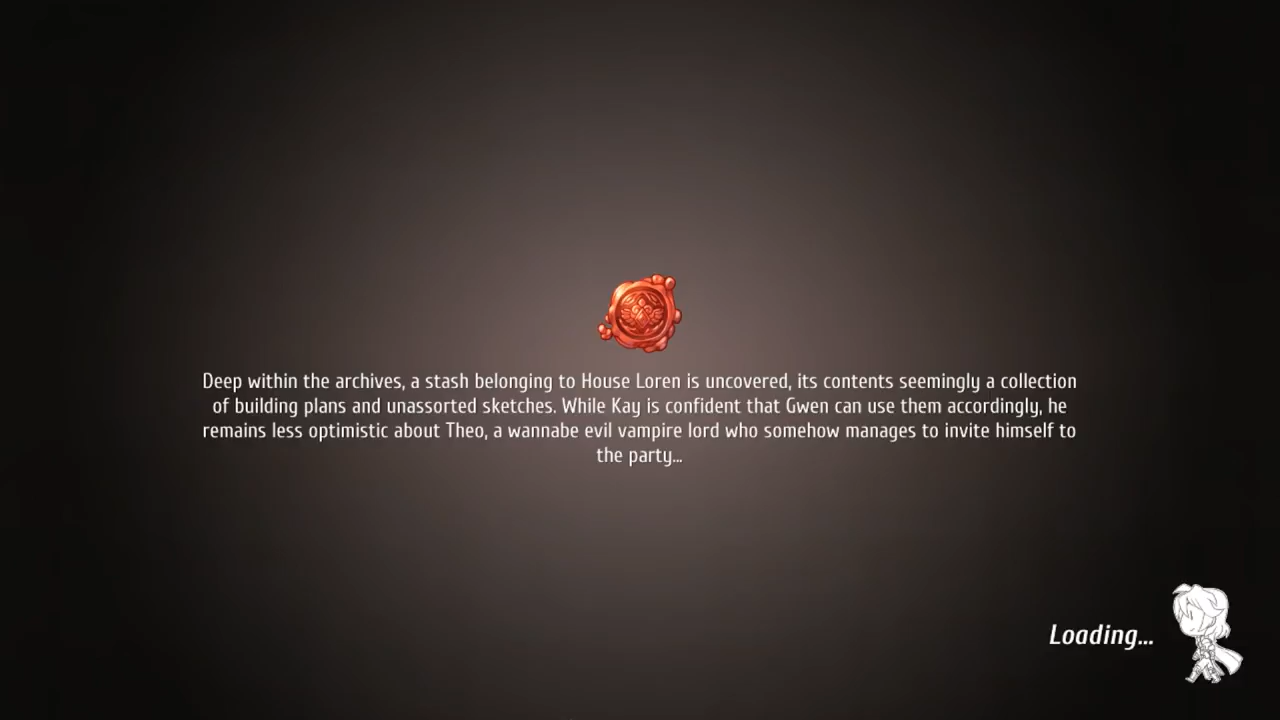 Deep within the archives, a stash belonging to House Loren is uncovered, its contents seemingly a collection
of building plans and unassorted sketches. While Kay is confident that Gwen can use them accordingly, he
remains less optimistic about Theo, a wannabe evil vampire lord who somehow manages to invite himself to
the party...
Loading...